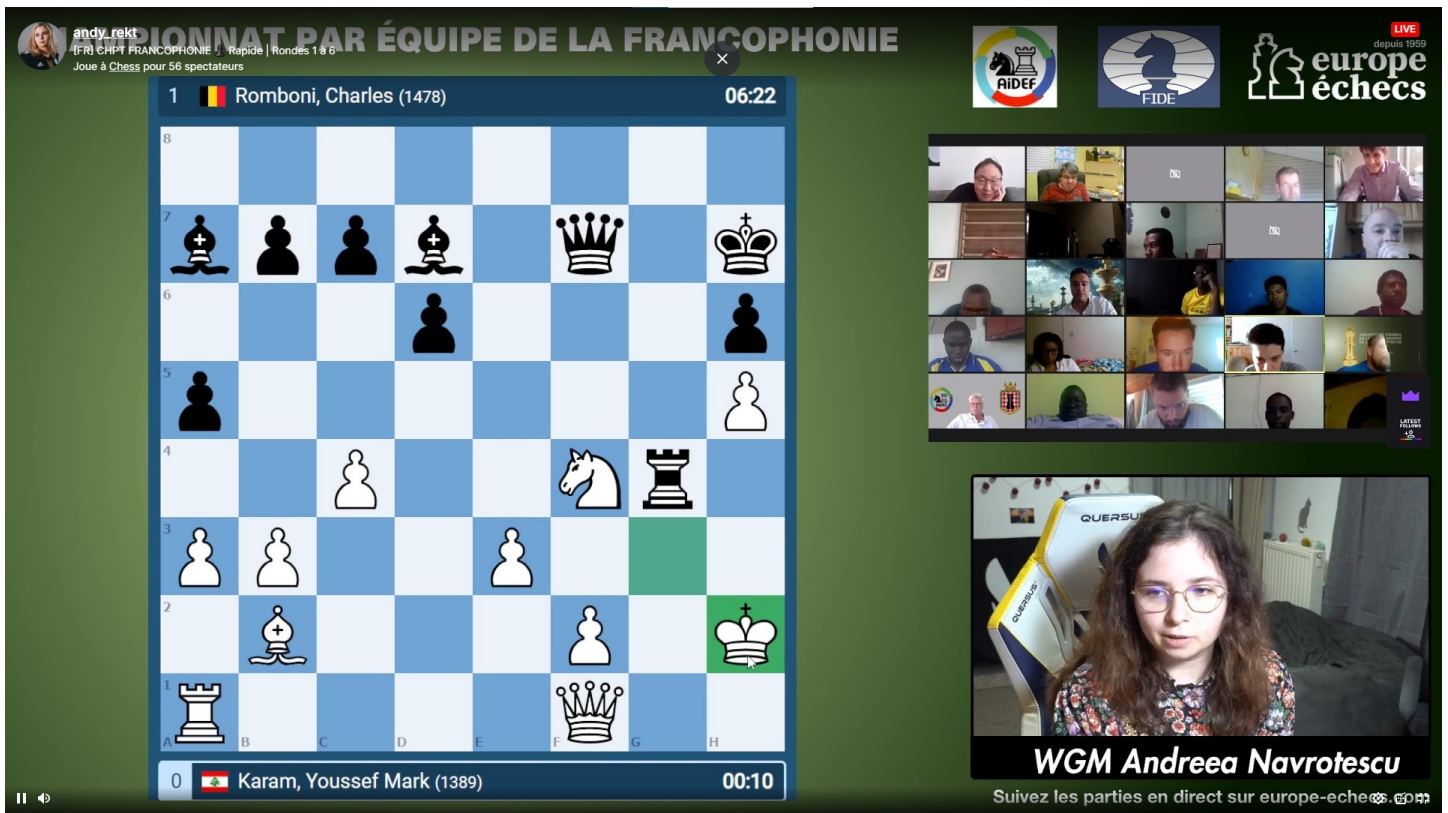 CHAMPIONNAT PAR ÉQUIPE DE LA FRANCOPHONIE
andy_rekt
[FR] CHPT FRANCOPHONIE Rapide | Rondes 1 à 6
Joue à Chess pour 56 spectateurs
LIVE
depuis 1959
AiDEF
FIDE
europe
échecs
1 Romboni, Charles (1478) 06:22
8
7
6
5
4
3
2
1
A B C D E F G H
0 Karam, Youssef Mark (1389) 00:10
LATEST
FOLLOWS
QUERSUS
QUERSUS
WGM Andreea Navrotescu
Suivez les parties en direct sur europe-echecs.com